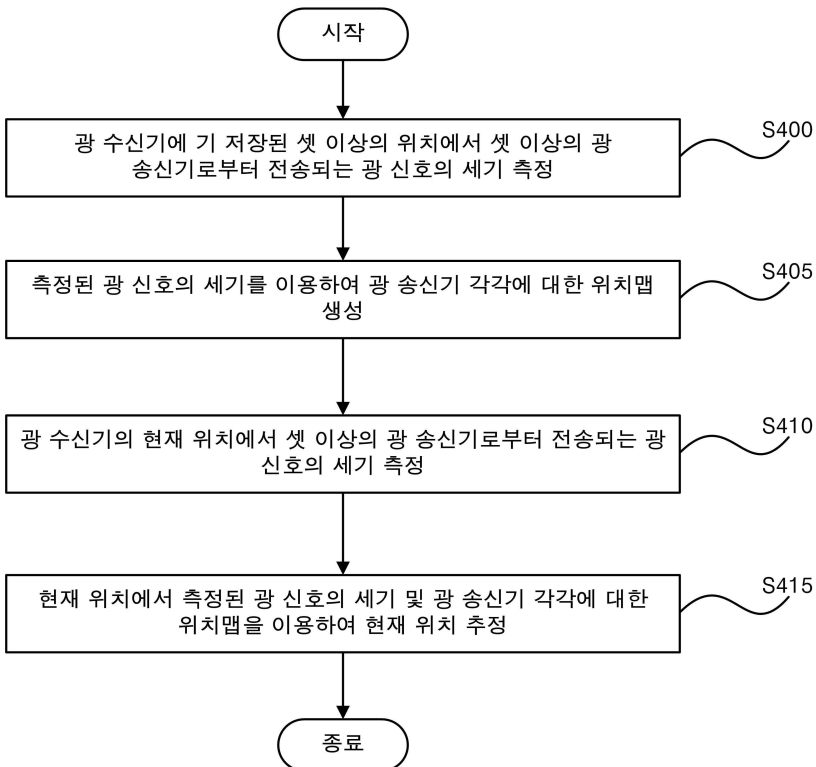 시작
광 수신기에 기 저장된 셋 이상의 위치에서 셋 이상의 광
송신기로부터 전송되는 광 신호의 세기 측정
S400
측정된 광 신호의 세기를 이용하여 광 송신기 각각에 대한 위치맵
생성
S405
광 수신기의 현재 위치에서 셋 이상의 광 송신기로부터 전송되는 광
신호의 세기 측정
S410
현재 위치에서 측정된 광 신호의 세기 및 광 송신기 각각에 대한
위치맵을 이용하여 현재 위치 추정
S415
종료